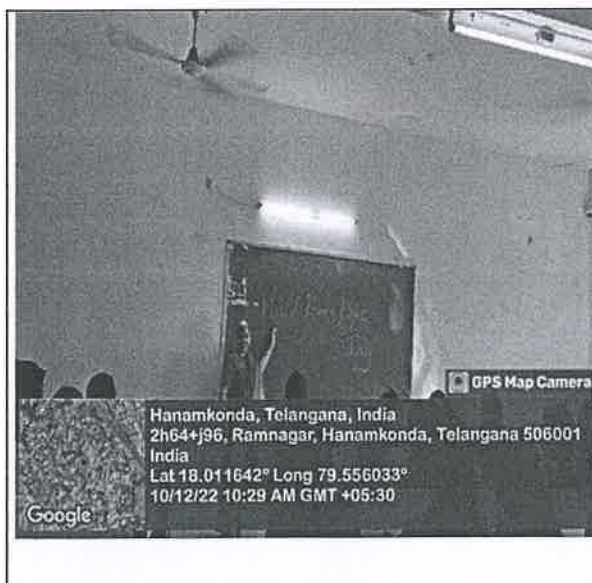 GPS Map Camera
Hanamkonda, Telangana, India
2h64+j96, Ramnagar, Hanamkonda, Telangana 506001
India
Lat 18.011642° Long 79.556033°
10/12/22 10:29 AM GMT +05:30
Google